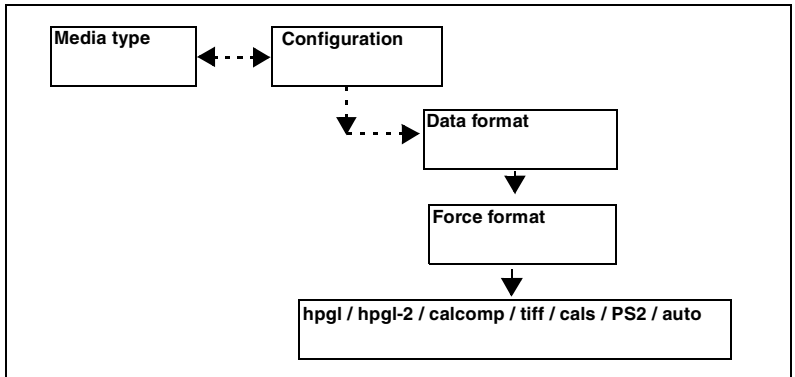 Media type
Configuration
Data format
Force format
hpgl / hpgl-2 / calcomp / tiff / cals / PS2 / auto